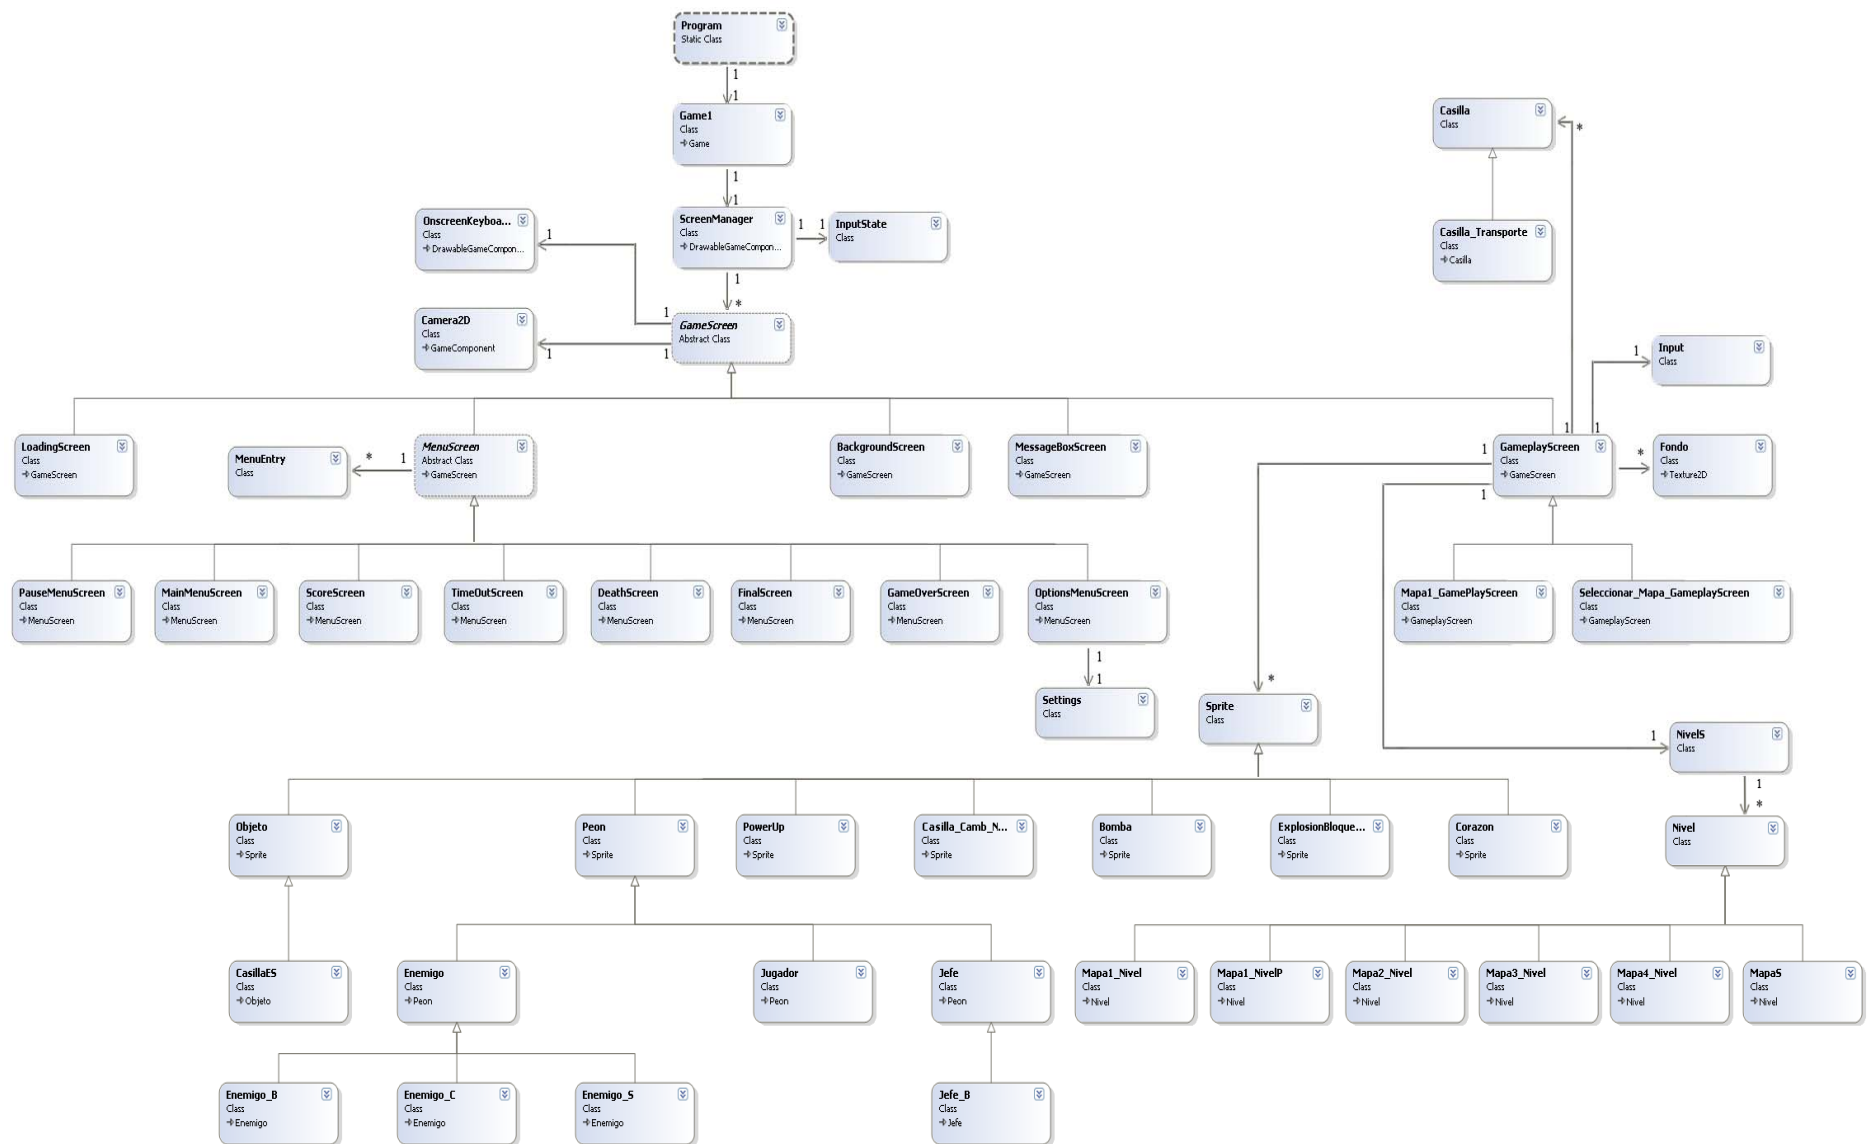 Program
Static Class
1
1
Game1
Class
Game
1
1
ScreenManager
Class
DrawableGameCompon...
1
1
InputState
Class
OnscreenKeyboa...
Class
DrawableGameCompon...
1
1
*
1
GameScreen
Abstract Class
Camera2D
Class
GameComponent
1
1
Casilla
Class
*
Casilla_Transporte
Class
Casilla
Input
Class
1
LoadingScreen
Class
GameScreen
MenuEntry
Class
*
1
MenuScreen
Abstract Class
GameScreen
BackgroundScreen
Class
GameScreen
MessageBoxScreen
Class
GameScreen
1
1
1
1
GameplayScreen
Class
GameScreen
*
Fondo
Class
Texture2D
PauseMenuScreen
Class
MenuScreen
MainMenuScreen
Class
MenuScreen
ScoreScreen
Class
MenuScreen
TimeOutScreen
Class
MenuScreen
DeathScreen
Class
MenuScreen
FinalScreen
Class
MenuScreen
GameOverScreen
Class
MenuScreen
OptionsMenuScreen
Class
MenuScreen
Mapa1_GamePlayScreen
Class
GameplayScreen
Seleccionar_Mapa_GameplayScreen
Class
GameplayScreen
1
1
Settings
Class
*
Sprite
Class
1
NivelS
Class
1
*
Objeto
Class
Sprite
Peon
Class
Sprite
PowerUp
Class
Sprite
Casilla_Camb_N...
Class
Sprite
Bomba
Class
Sprite
ExplosionBloque...
Class
Sprite
Corazon
Class
Sprite
Nivel
Class
CasillaES
Class
Objeto
Enemigo
Class
Peon
Jugador
Class
Peon
Jefe
Class
Peon
Mapa1_Nivel
Class
Nivel
Mapa1_NivelP
Class
Nivel
Mapa2_Nivel
Class
Nivel
Mapa3_Nivel
Class
Nivel
Mapa4_Nivel
Class
Nivel
MapaS
Class
Nivel
Enemigo_B
Class
Enemigo
Enemigo_C
Class
Enemigo
Enemigo_S
Class
Enemigo
Jefe_B
Class
Jefe